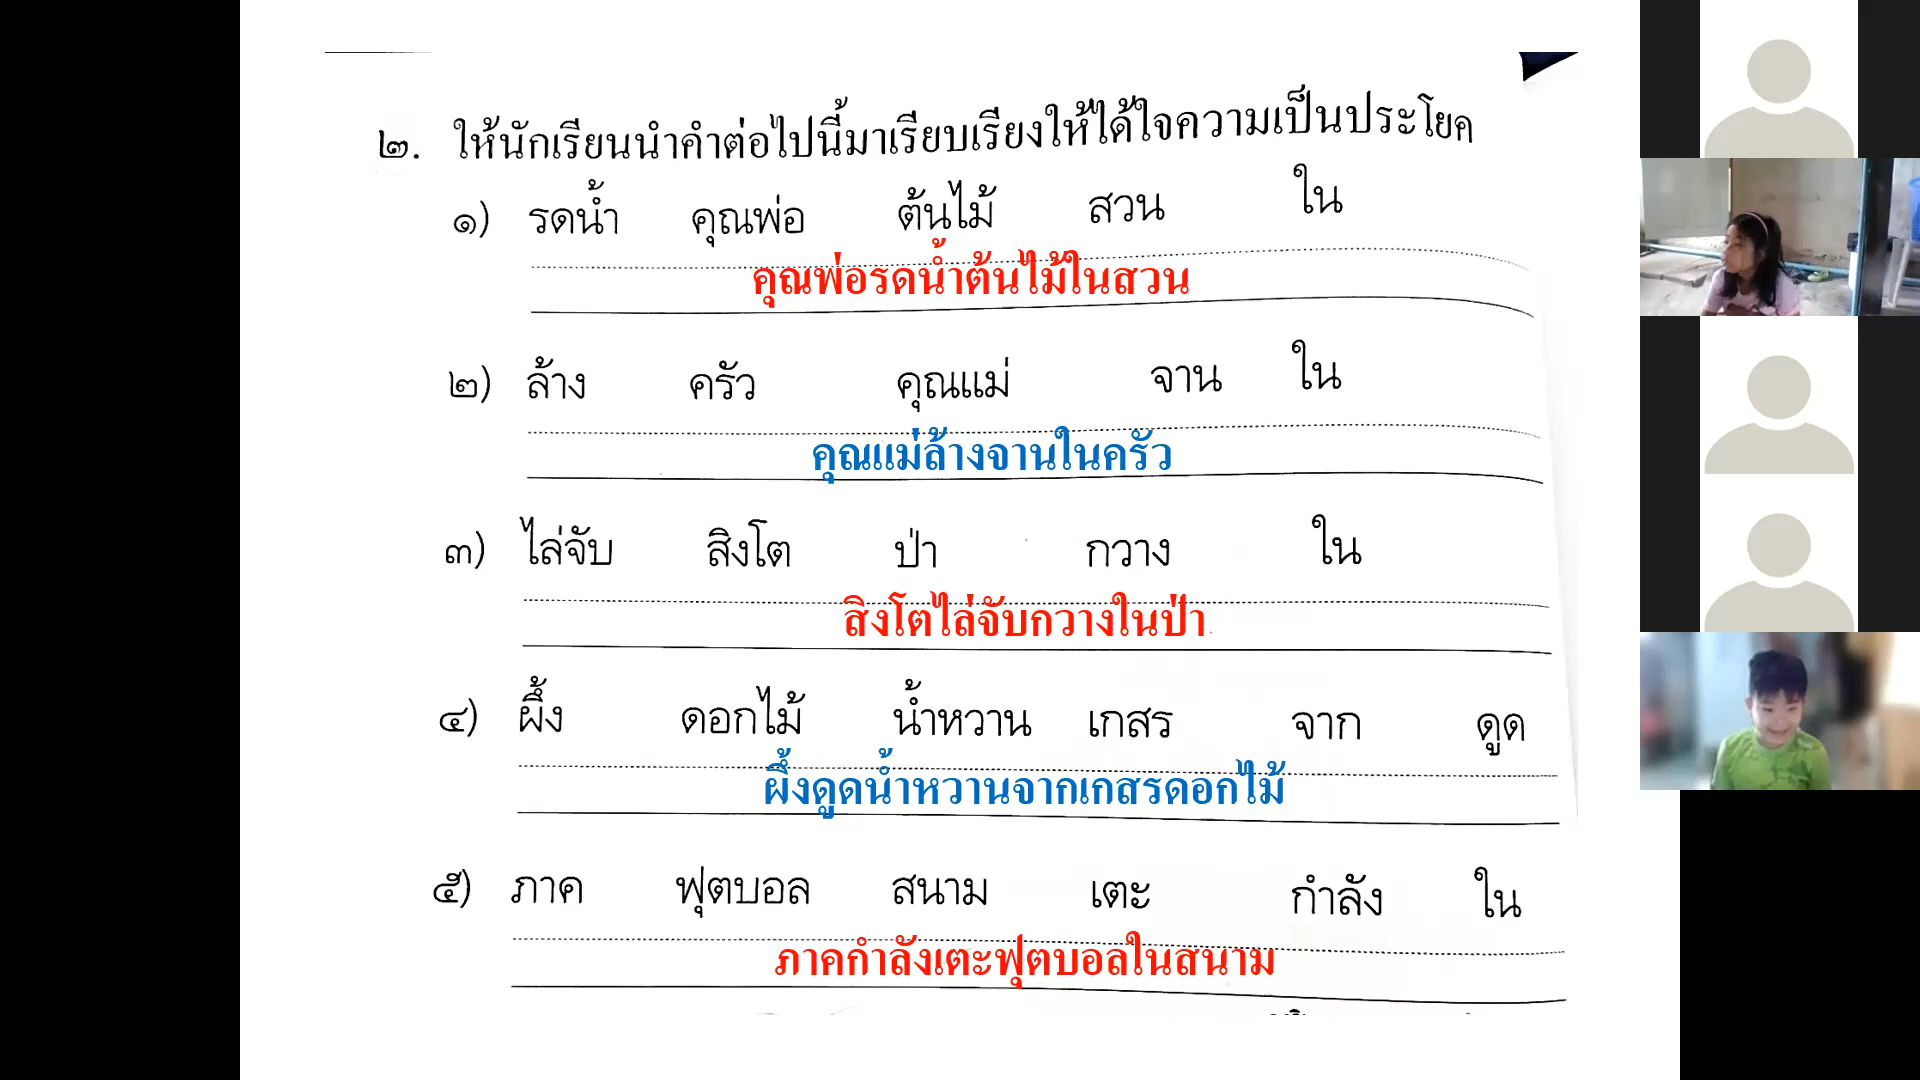 ๒. ให้นักเรียนนำคำต่อไปนี้มาเรียบเรียงให้ได้ใจความเป็นประโยค
๑) รดน้ำ คุณพ่อ ต้นไม้ สวน ใน
คุณพ่อรดน้ำต้นไม้ในสวน
๒) ล้าง ครัว คุณแม่ จาน ใน
คุณแม่ล้างจานในครัว
๓) ไล่จับ สิงโต ป่า กวาง ใน
สิงโตไล่จับกวางในป่า
๔) ผึ้ง ดอกไม้ น้ำหวาน เกสร จาก ดูด
ผึ้งดูดน้ำหวานจากเกสรดอกไม้
๕) ภาค ฟุตบอล สนาม เตะ กำลัง ใน
ภาคกำลังเตะฟุตบอลในสนาม